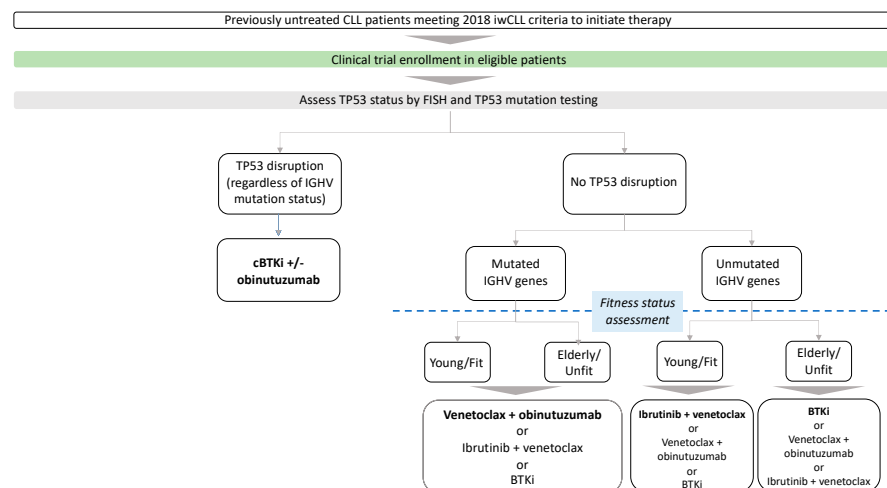 Previously untreated CLL patients meeting 2018 iwCLL criteria to initiate therapy
Clinical trial enrollment in eligible patients
Assess TP53 status by FISH and TP53 mutation testing
TP53 disruption
(regardless of IGHV
mutation status)
No TP53 disruption
cBTKi +/-
obinutuzumab
Mutated
IGHV genes
Unmutated
IGHV genes
Fitness status
assessment
Young/Fit
Elderly/
Unfit
Young/Fit
Elderly/
Unfit
Venetoclax + obinutuzumab
or
Ibrutinib + venetoclax
or
BTKi
Ibrutinib + venetoclax
or
Venetoclax +
obinutuzumab
or
BTKi
BTKi
or
Venetoclax +
obinutuzumab
or
Ibrutinib + venetoclax